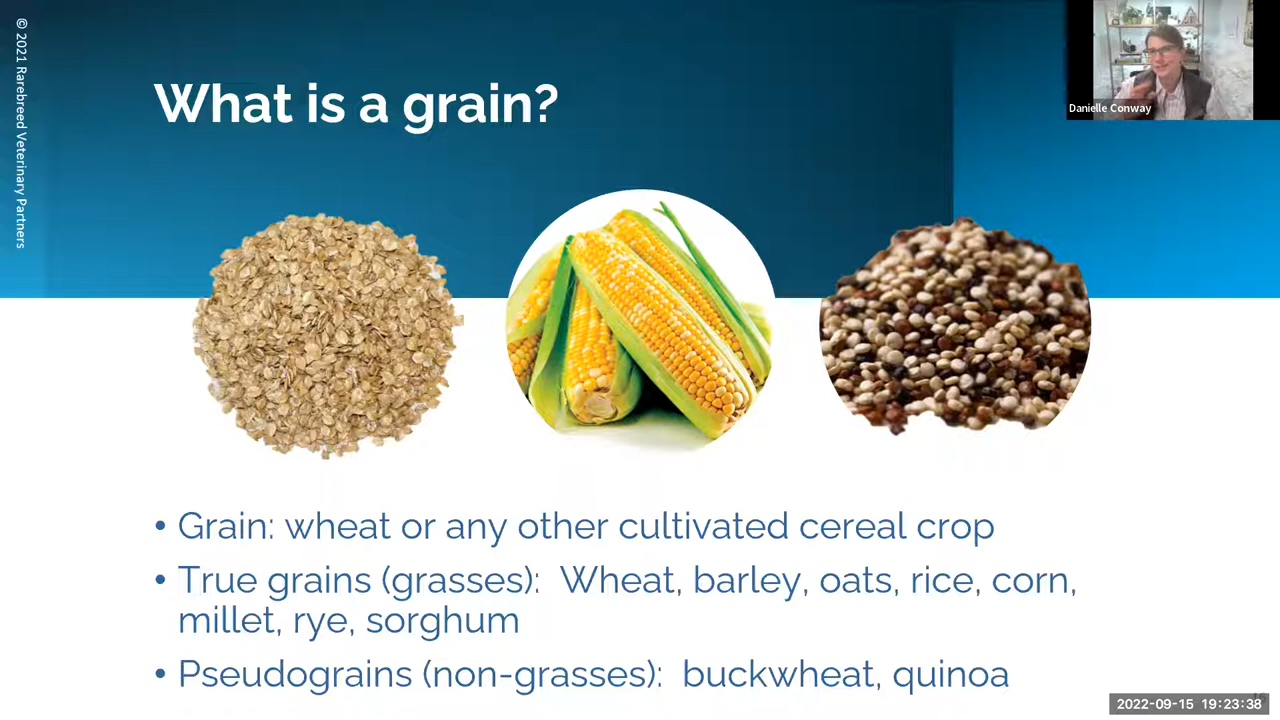 © 2021 Rarebreed Veterinary Partners
What is a grain?
Danielle Conway
• Grain: wheat or any other cultivated cereal crop
• True grains (grasses):  Wheat, barley, oats, rice, corn,
millet, rye, sorghum
• Pseudograins (non-grasses):  buckwheat, quinoa
2022-09-15 19:23:38